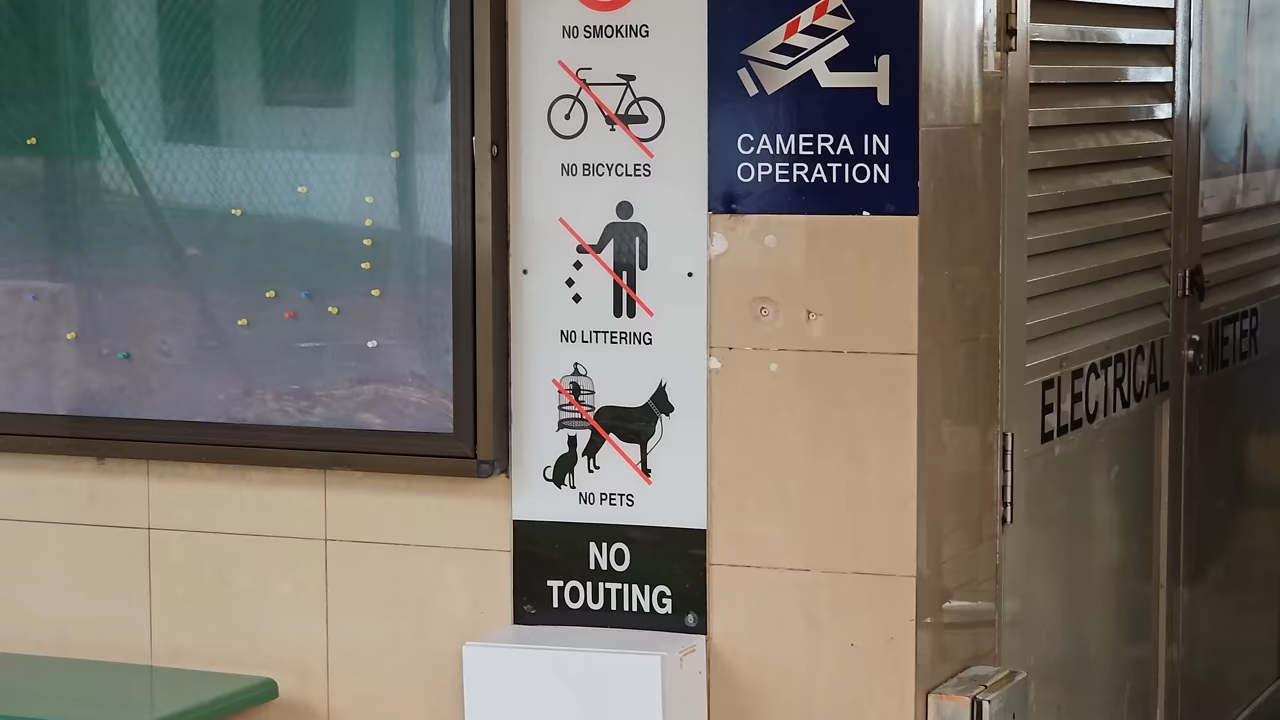 NO SMOKING
NO BICYCLES
NO LITTERING
NO PETS
NO
TOUTING
CAMERA IN
OPERATION
ELECTRICAL
METER